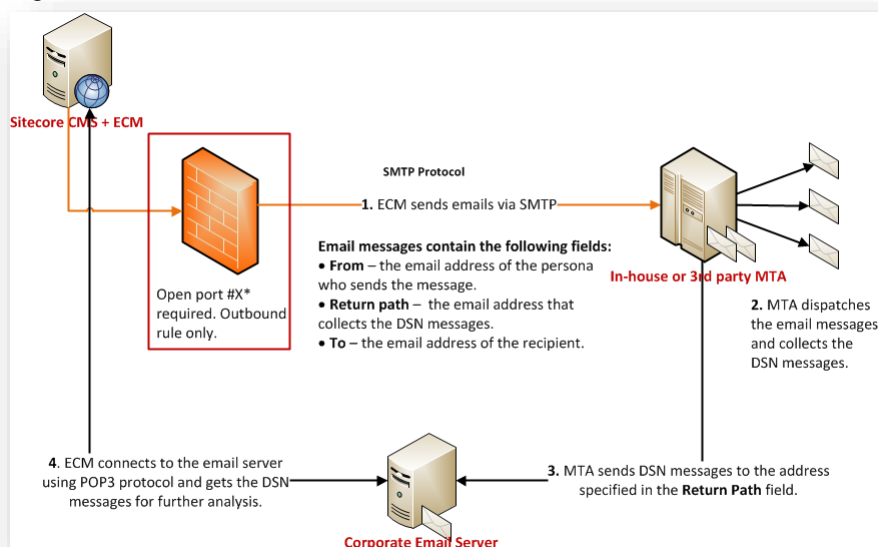 Sitecore CMS + ECM
SMTP Protocol
1. ECM sends emails via SMTP
Email messages contain the following fields:
• From – the email address of the persona
who sends the message.
• Return path – the email address that
collects the DSN messages.
• To – the email address of the recipient.
Open port #X*
required. Outbound
rule only.
In-house or 3rd party MTA
2. MTA dispatches
the email messages
and collects the
DSN messages.
3. MTA sends DSN messages to the address
specified in the Return Path field.
4. ECM connects to the email server
using POP3 protocol and gets the DSN
messages for further analysis.
Corporate Email Server